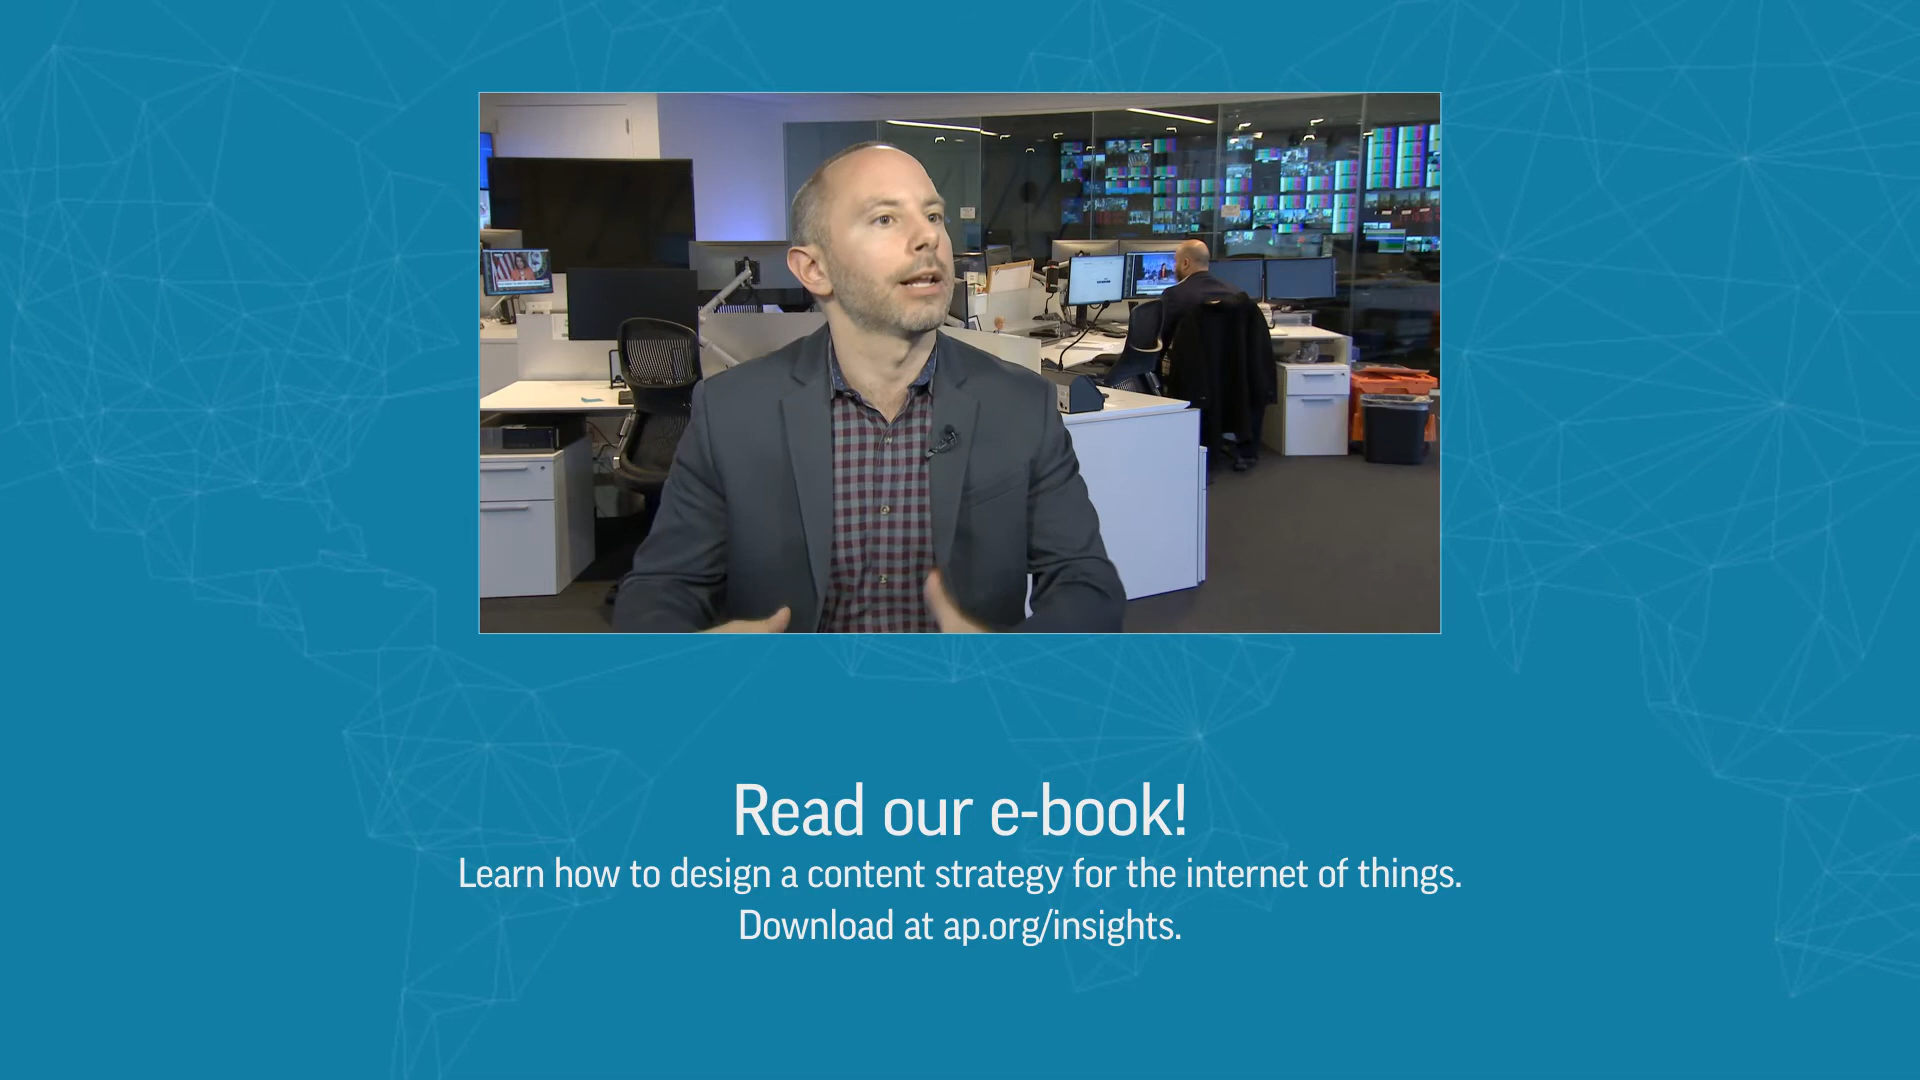 Read our e-book!
Learn how to design a content strategy for the internet of things.
Download at ap.org/insights.